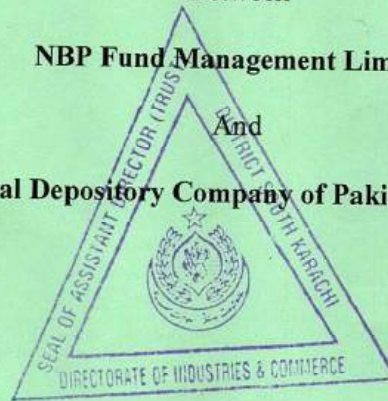 NBP Fund Management Lim
And
al Depository Company of Paki
SEAL OF ASSISTANT DIRECTOR (TRUST)
DISTRICT SOUTH KARACHI
DIRECTORATE OF INDUSTRIES & COMMERCE